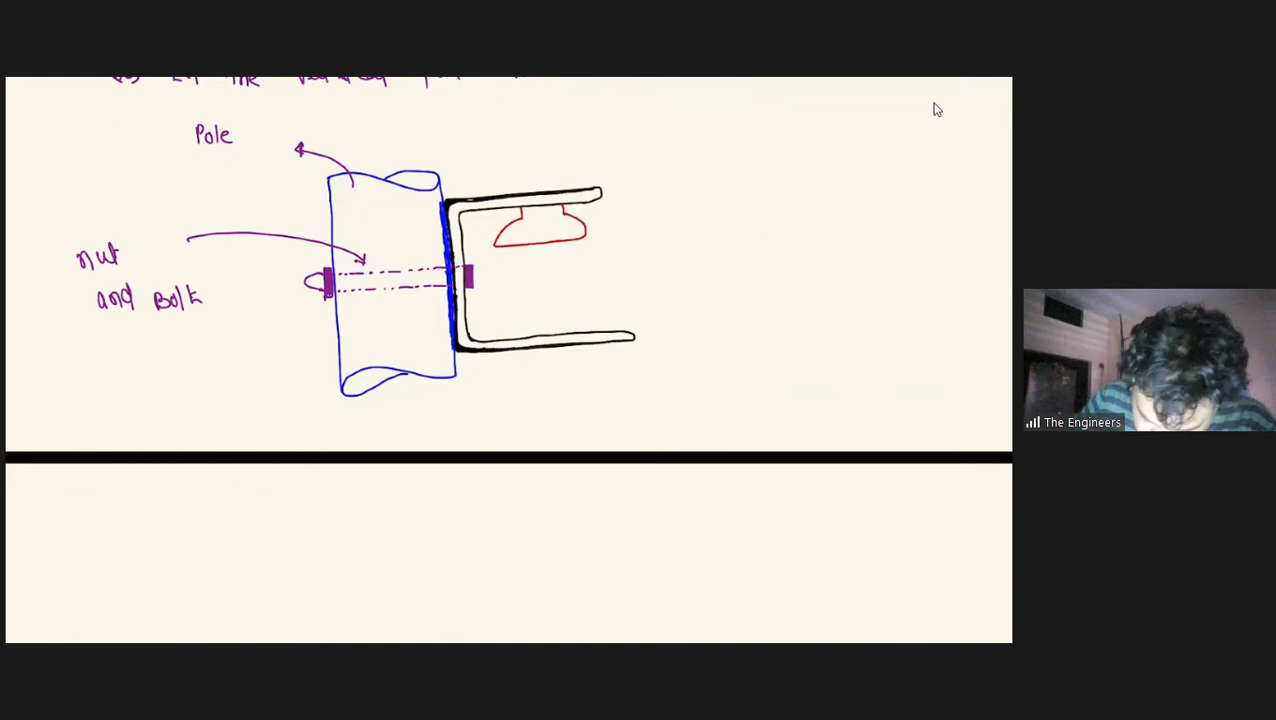 Pole
nut
and Bolt
The Engineers